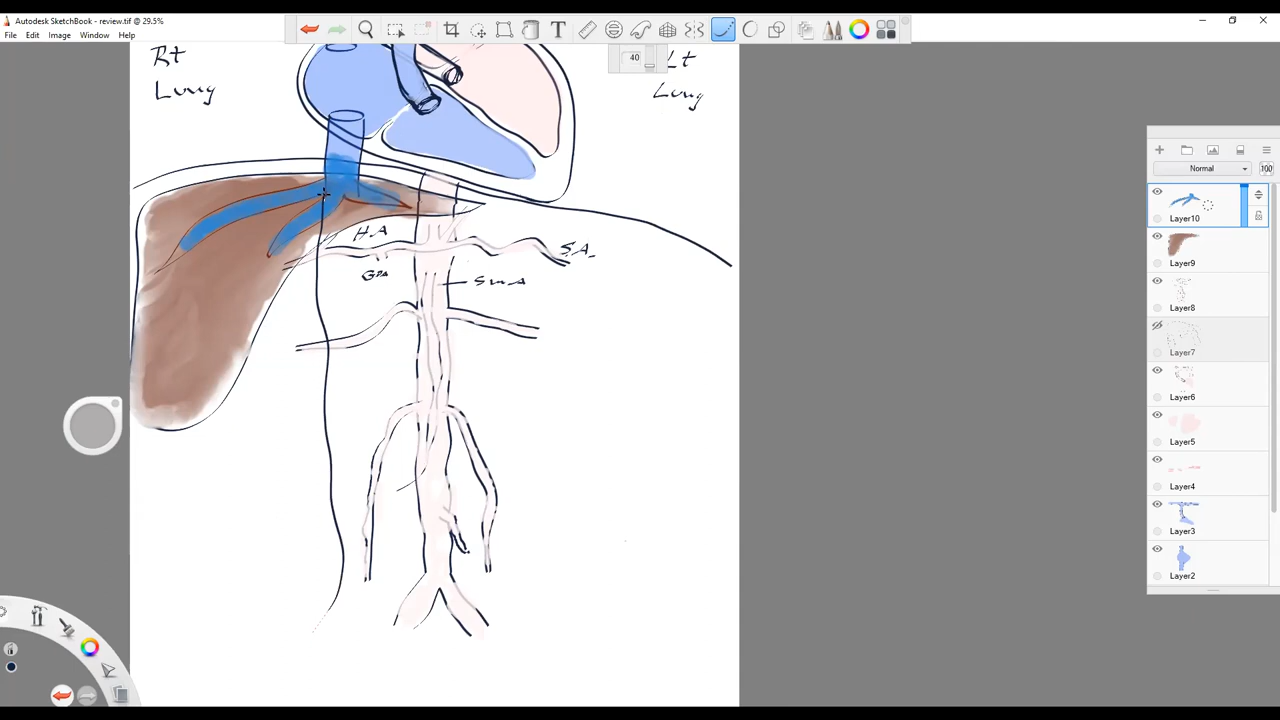 Autodesk SketchBook - review.tif @ 29.5%
File Edit Image Window Help
T
40
Rt
Lung
Lt
Lung
HA
GDA
SA
SMA
Normal
100
Layer10
Layer9
Layer8
Layer7
Layer6
Layer5
Layer4
Layer3
Layer2